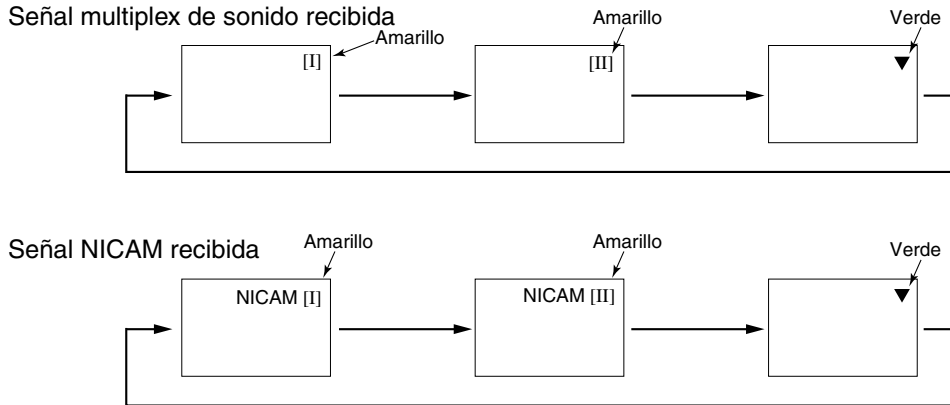 Señal multiplex de sonido recibida
Amarillo
Amarillo
Verde
[I]
[II]
▼
Señal NICAM recibida
Amarillo
Amarillo
Verde
NICAM [I]
NICAM [II]
▼